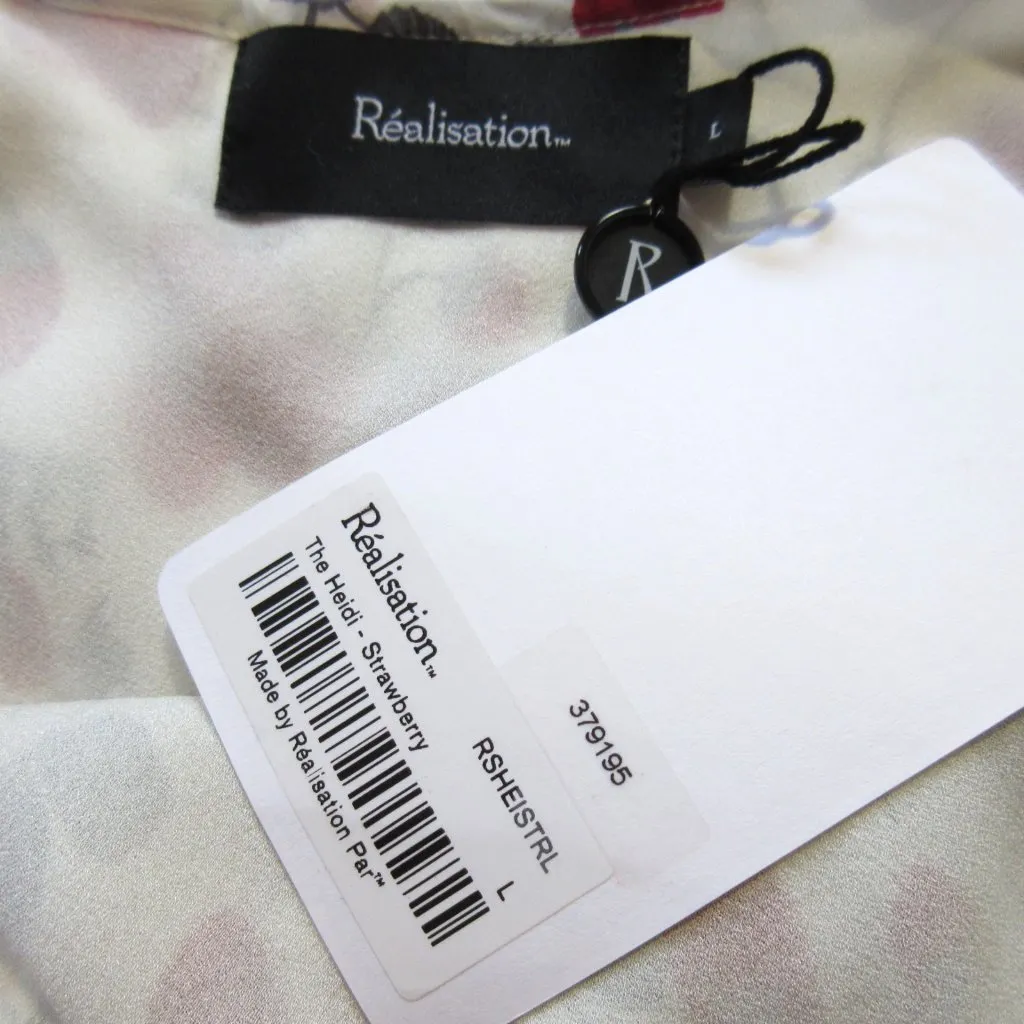 Réalisation™
L
R
Réalisation™
The Heidi - Strawberry
RSHEISTRL
L
Made by Réalisation Par™
379195